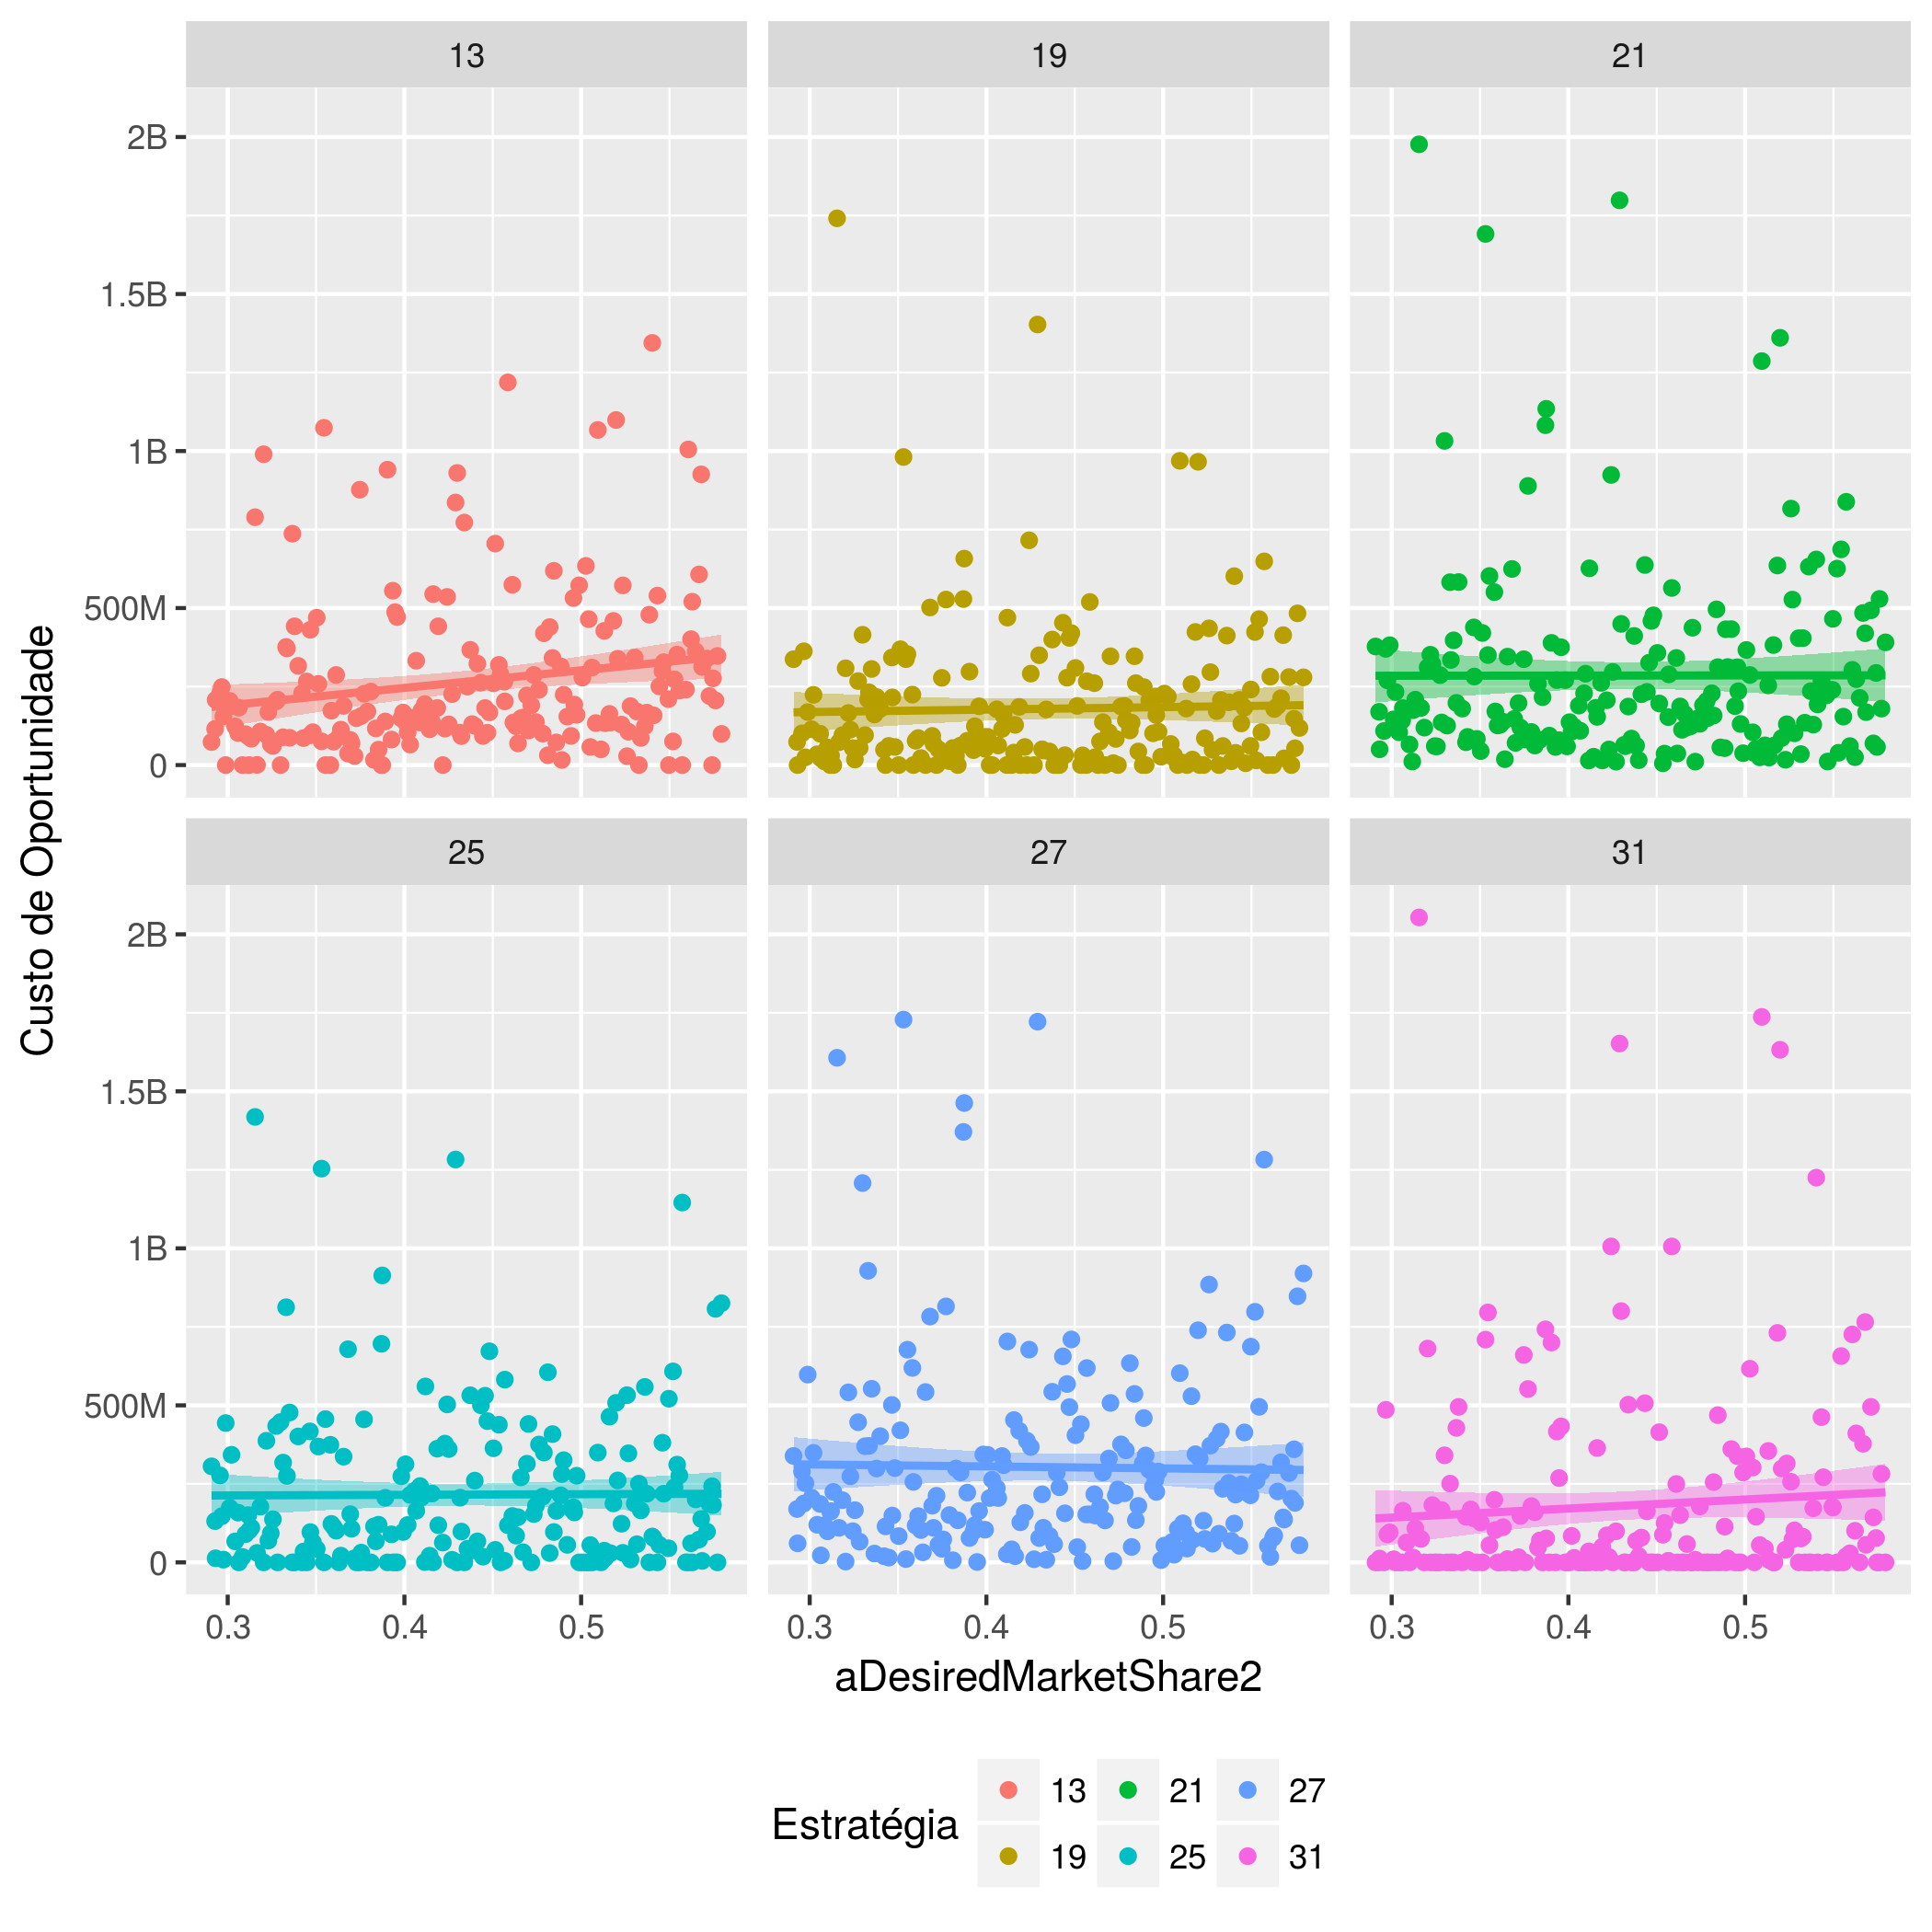 13 19 21
2B
1.5B
1B
500M
0
25 27 31
2B
1.5B
1B
500M
0
0.3 0.4 0.5 0.3 0.4 0.5 0.3 0.4 0.5
Custo de Oportunidade
aDesiredMarketShare2
Estratégia
13 21 27
19 25 31